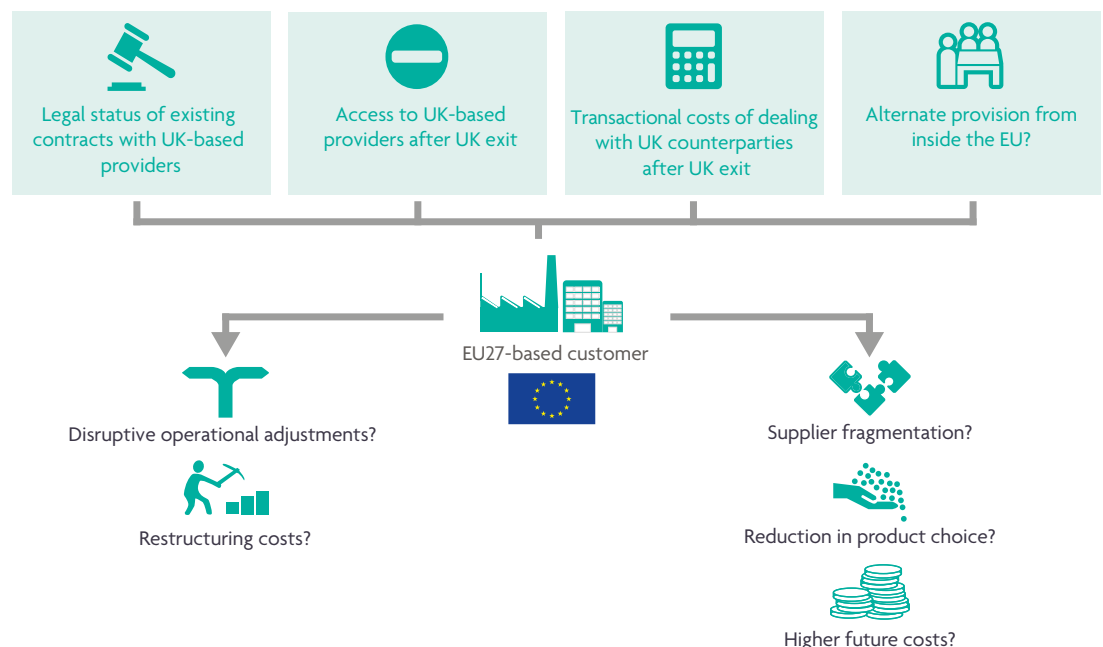 Legal status of existing
contracts with UK-based
providers
Access to UK-based
providers after UK exit
Transactional costs of dealing
with UK counterparties
after UK exit
Alternate provision from
inside the EU?
EU27-based customer
Disruptive operational adjustments?
Restructuring costs?
Supplier fragmentation?
Reduction in product choice?
Higher future costs?